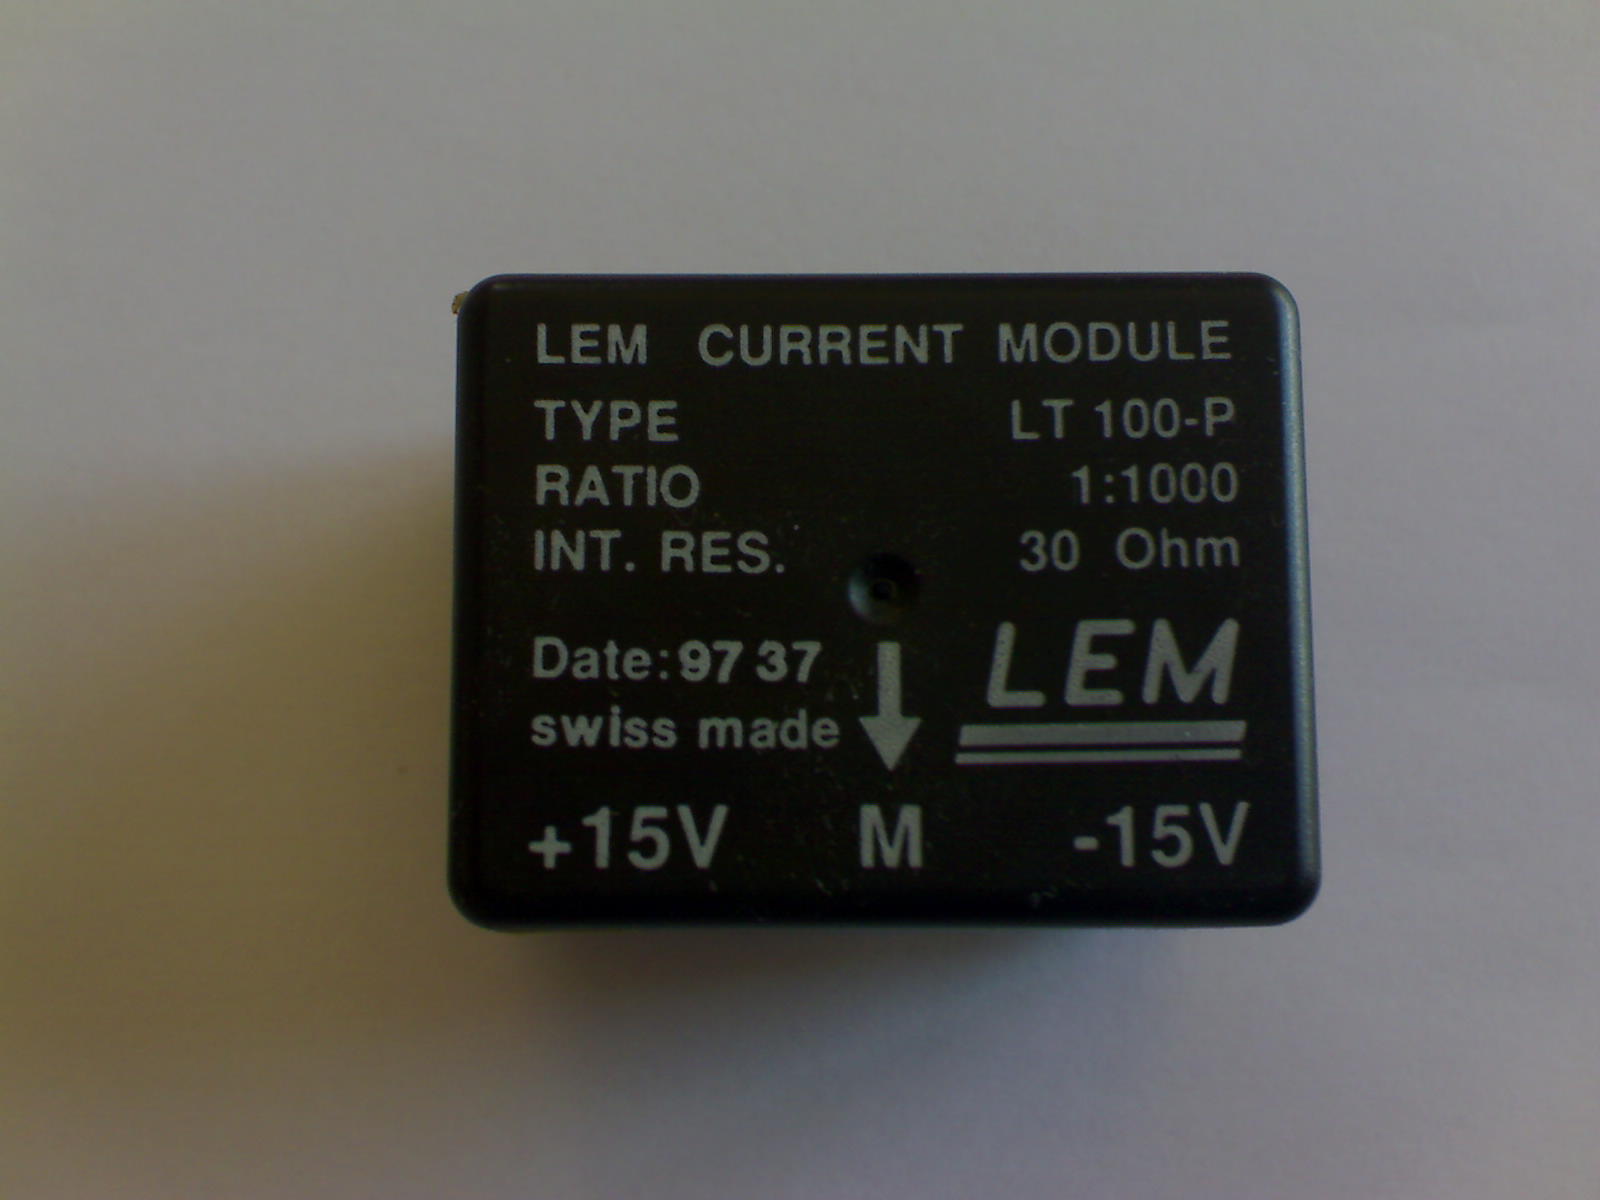 LEM CURRENT MODULE
TYPE LT 100-P
RATIO 1:1000
INT. RES. 30 Ohm
Date: 97 37
swiss made
LEM
+15V M -15V